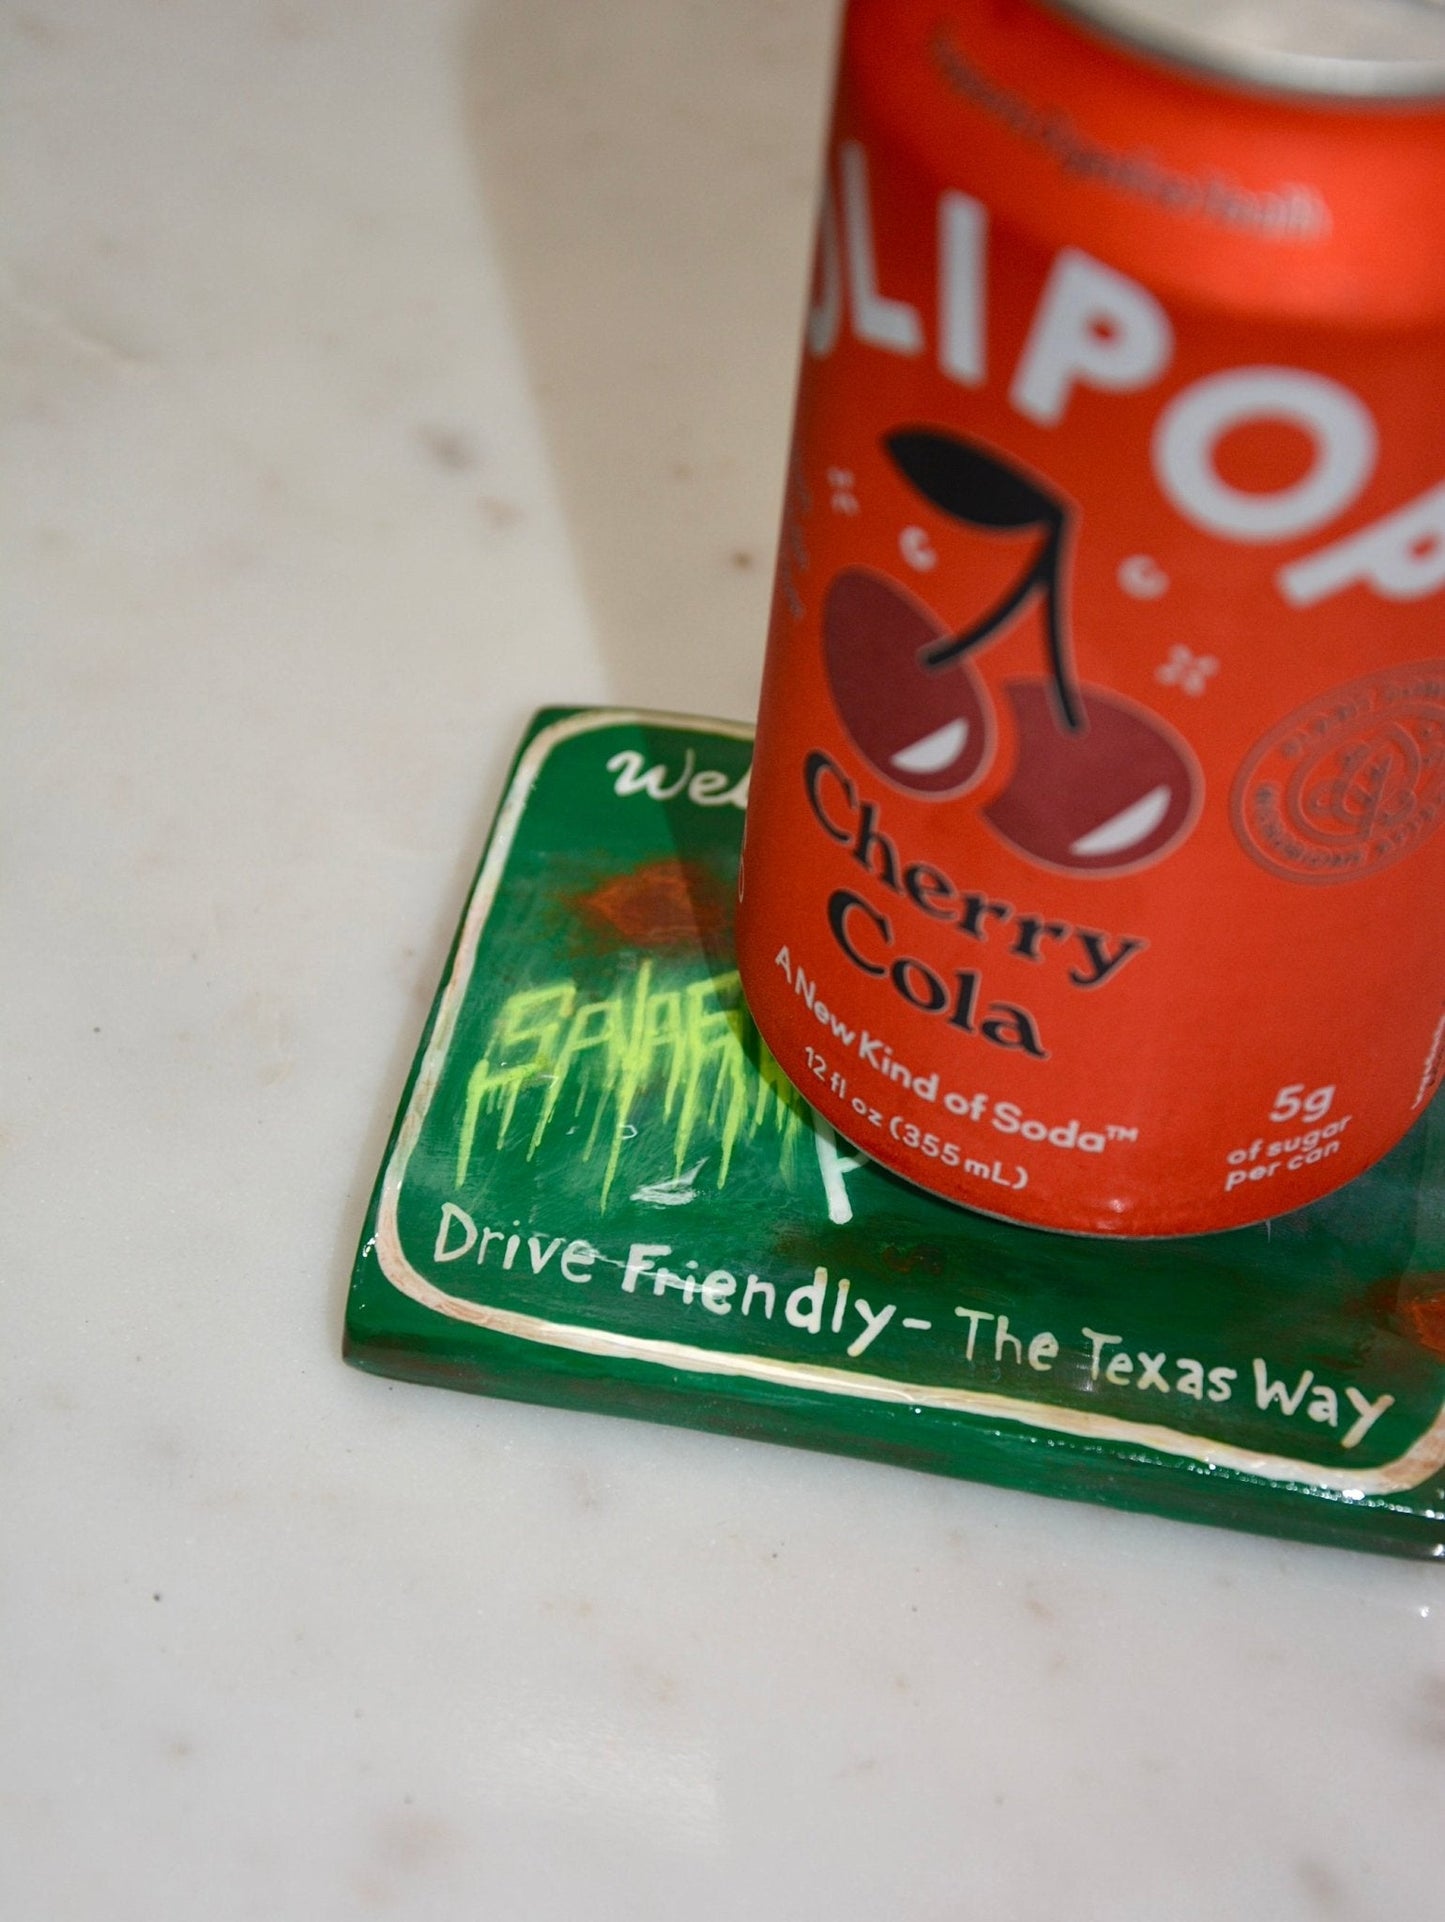 OLIPOP
Cherry
Cola
A New Kind of Soda™
12 fl oz (355 mL)
5g
of sugar
per can
Wel
P
Drive Friendly - The Texas Way